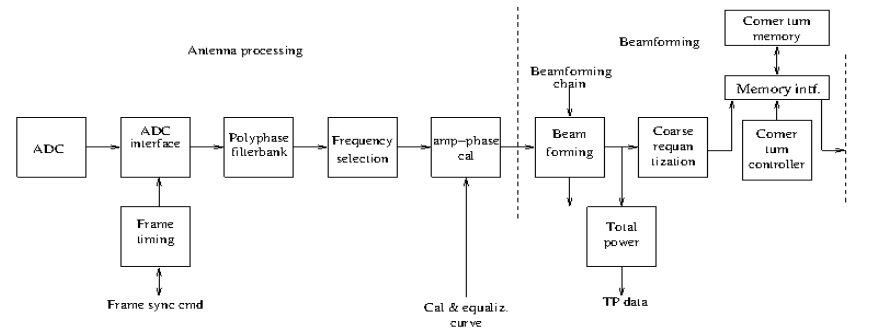 Antenna processing
Beamforming
Corner turn
memory
Beamforming
chain
Memory intf.
ADC
ADC
interface
Polyphase
filterbank
Frequency
selection
amp-phase
cal
Beam
forming
Coarse
requan
tization
Corner
turn
controller
Frame
timing
Total
power
Frame sync cmd
Cal & equaliz.
curve
TP data